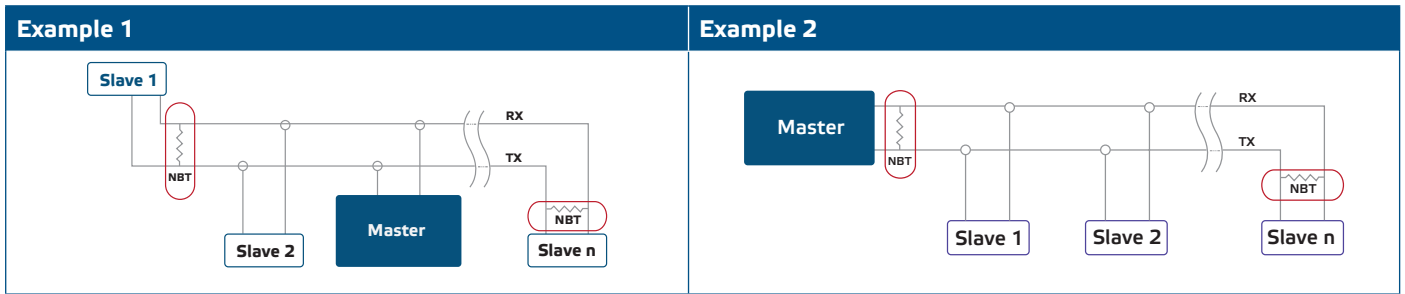 Example 1
Slave 1
RX
TX
NBT
NBT
Master
Slave 2
Slave n
Example 2
RX
Master
TX
NBT
NBT
Slave 1
Slave 2
Slave n